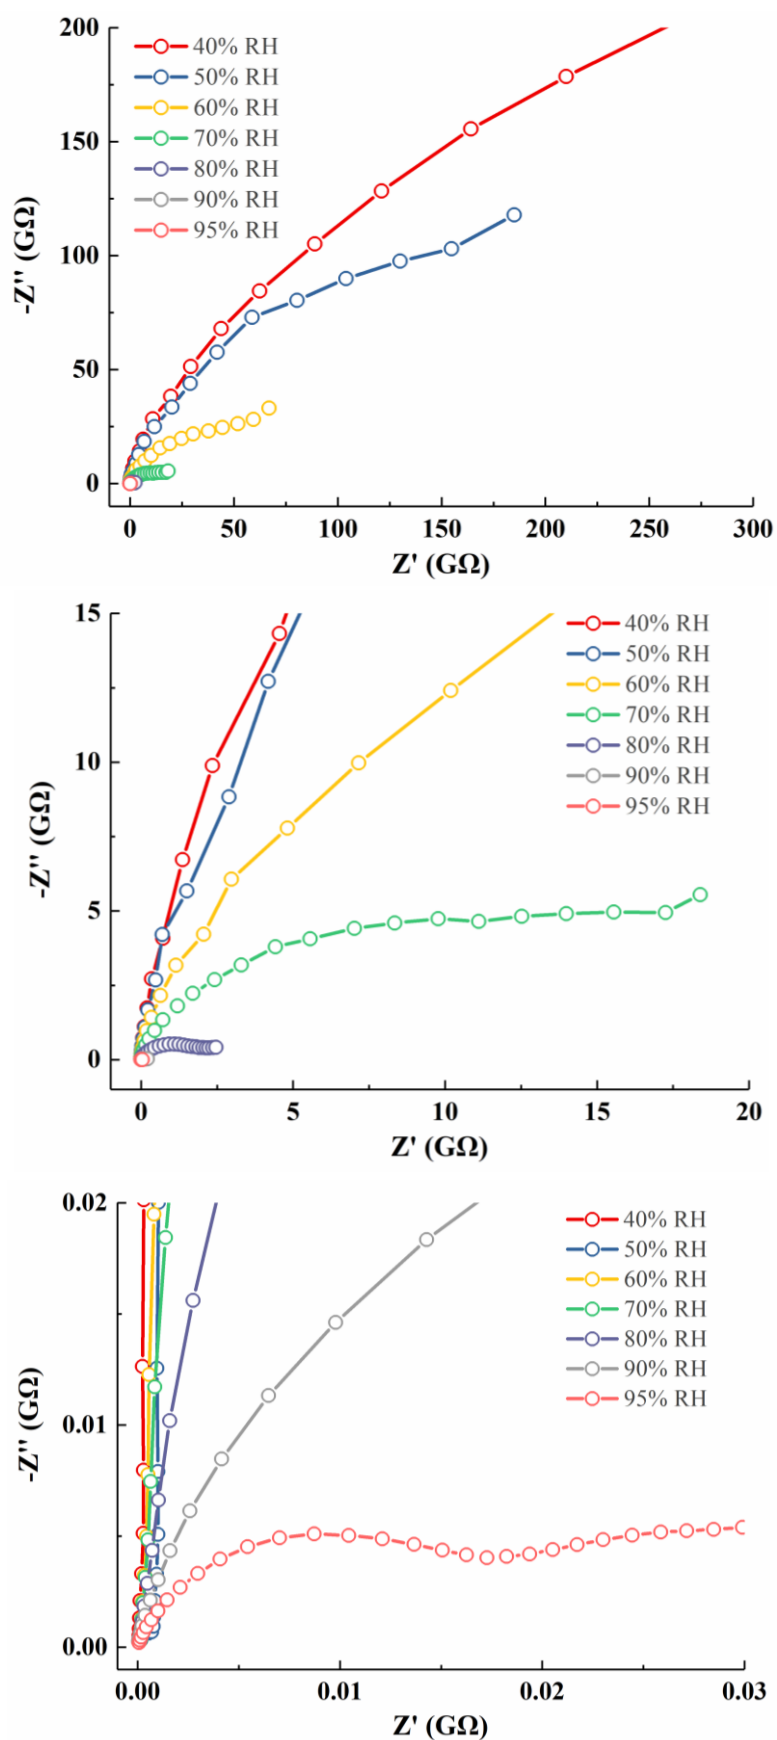 200
150
100
50
0
-Z'' (GΩ)
40% RH
50% RH
60% RH
70% RH
80% RH
90% RH
95% RH
0 50 100 150 200 250 300
Z' (GΩ)
15
10
5
0
-Z'' (GΩ)
40% RH
50% RH
60% RH
70% RH
80% RH
90% RH
95% RH
0 5 10 15 20
Z' (GΩ)
0.02
0.01
0.00
-Z'' (GΩ)
40% RH
50% RH
60% RH
70% RH
80% RH
90% RH
95% RH
0.00 0.01 0.02 0.03
Z' (GΩ)